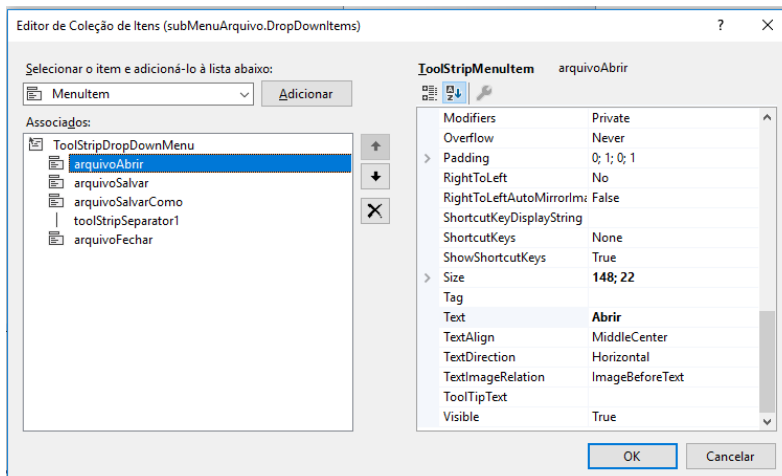 Editor de Coleção de Itens (subMenuArquivo.DropDownItems)
Selecionar o item e adicioná-lo à lista abaixo:
MenuItem
Adicionar
Associados:
ToolStripDropDownMenu
arquivoAbrir
arquivoSalvar
arquivoSalvarComo
toolStripSeparator1
arquivoFechar
ToolStripMenuItem arquivoAbrir
Modifiers Private
Overflow Never
Padding 0; 1; 0; 1
RightToLeft No
RightToLeftAutoMirrorIma False
ShortcutKeyDisplayString
ShortcutKeys None
ShowShortcutKeys True
Size 148; 22
Tag
Text Abrir
TextAlign MiddleCenter
TextDirection Horizontal
TextImageRelation ImageBeforeText
ToolTipText
Visible True
OK Cancelar